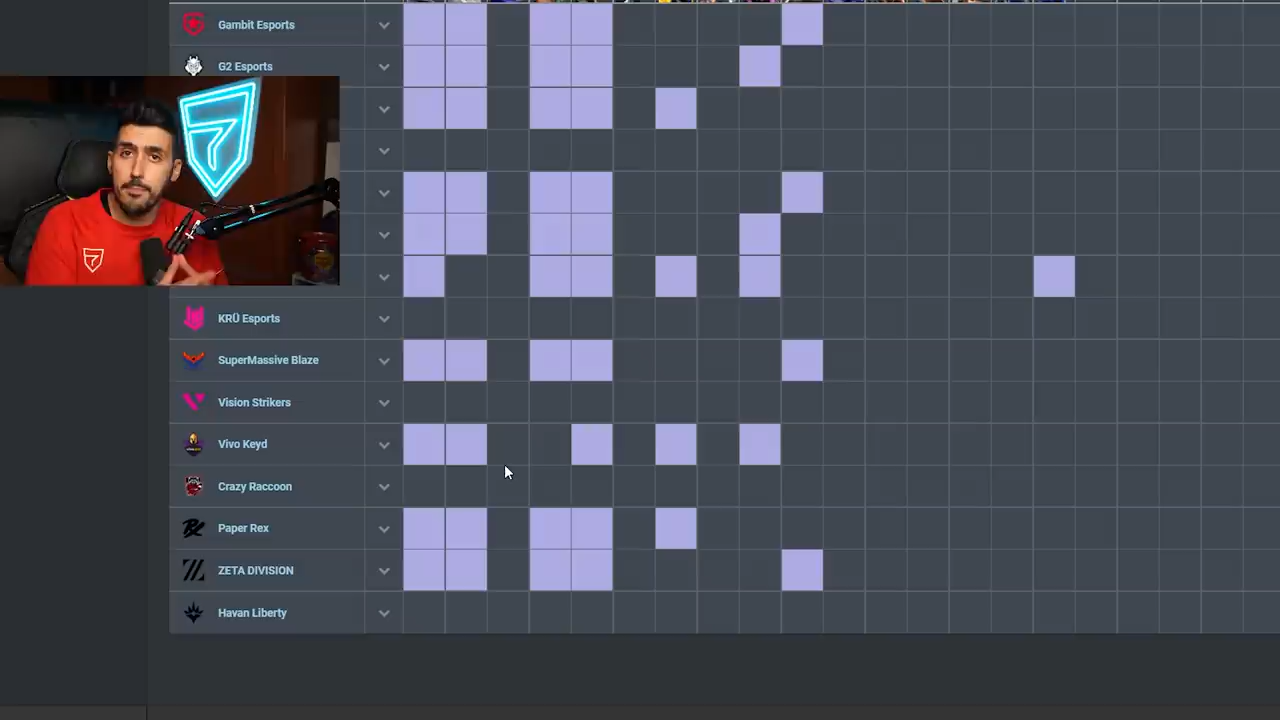 Gambit Esports
G2 Esports
KRÜ Esports
SuperMassive Blaze
Vision Strikers
Vivo Keyd
Crazy Raccoon
Paper Rex
ZETA DIVISION
Havan Liberty